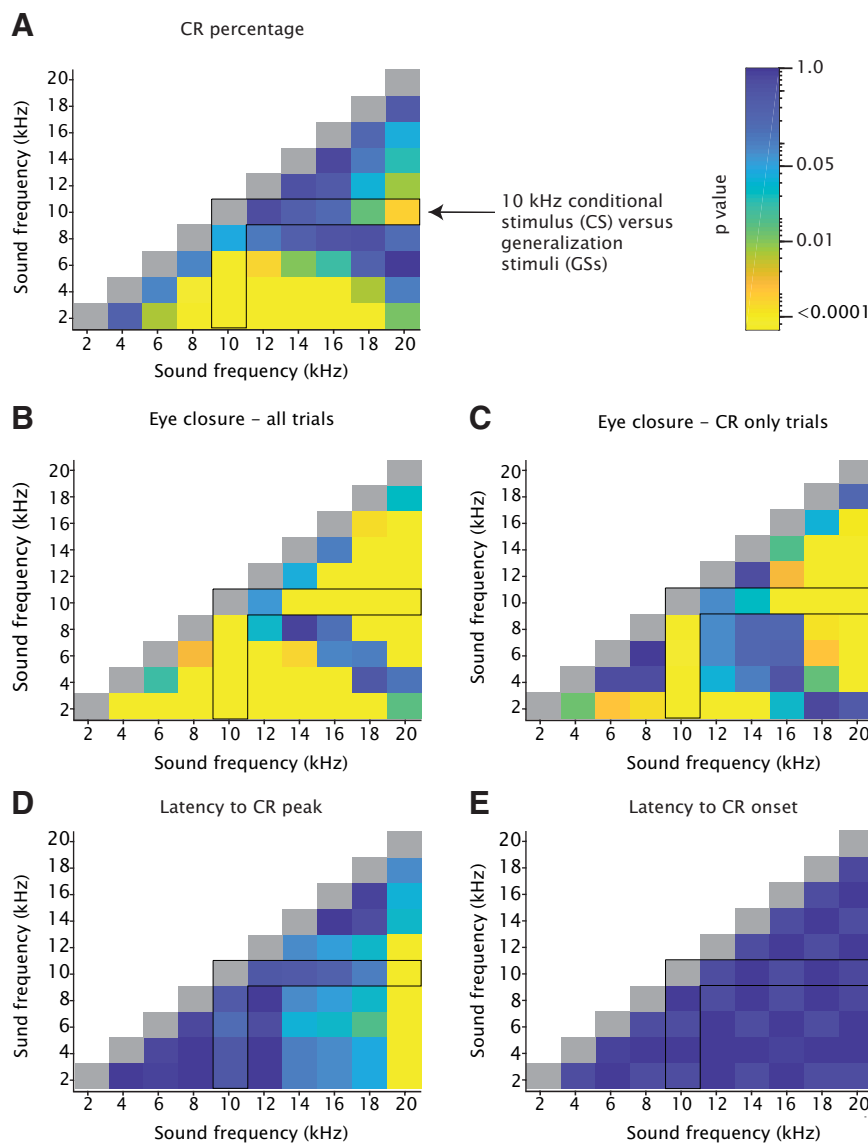 A
CR percentage
Sound frequency (kHz)
20
18
16
14
12
10
8
6
4
2
2 4 6 8 10 12 14 16 18 20
Sound frequency (kHz)
10 kHz conditional
stimulus (CS) versus
generalization
stimuli (GSs)
p value
1.0
0.05
0.01
<0.0001
B
Eye closure – all trials
Sound frequency (kHz)
20
18
16
14
12
10
8
6
4
2
2 4 6 8 10 12 14 16 18 20
Sound frequency (kHz)
C
Eye closure – CR only trials
Sound frequency (kHz)
20
18
16
14
12
10
8
6
4
2
2 4 6 8 10 12 14 16 18 20
Sound frequency (kHz)
D
Latency to CR peak
Sund frequency (kHz)
20
18
16
14
12
10
8
6
4
2
2 4 6 8 10 12 14 16 18 20
Sound frequency (kHz)
E
Latency to CR onset
Sound frequency (kHz)
20
18
16
14
12
10
8
6
4
2
2 4 6 8 10 12 14 16 18 20
Sound frequency (kHz)